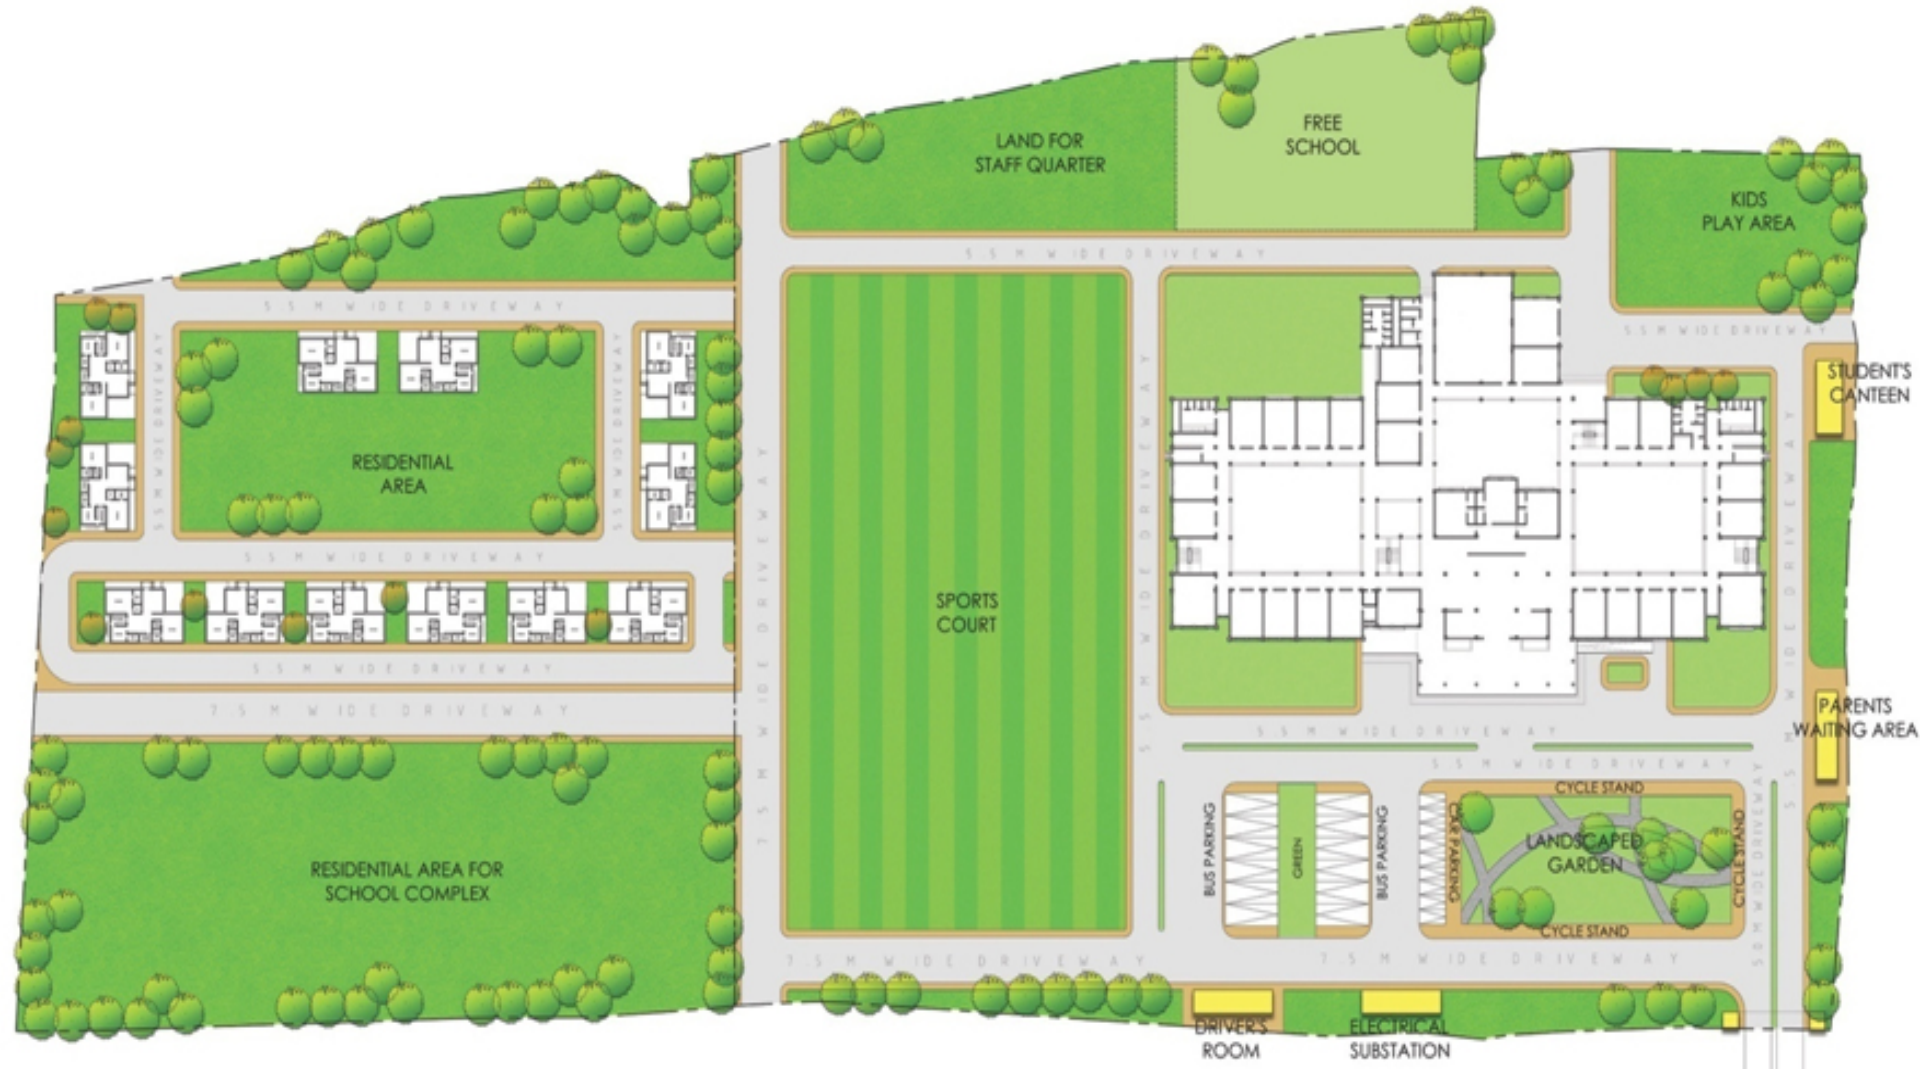 LAND FOR
STAFF QUARTER
FREE
SCHOOL
KIDS
PLAY AREA
5.5 M WIDE DRIVEWAY
5.5 M WIDE DRIVEWAY
5.5 M WIDE DRIVEWAY
STUDENT'S
CANTEEN
5.5 M WIDE DRIVEWAY
5.5 M WIDE DRIVEWAY
RESIDENTIAL
AREA
5.5 M WIDE DRIVEWAY
5.5 M WIDE DRIVEWAY
7.5 M WIDE DRIVEWAY
7.5 M WIDE DRIVEWAY
SPORTS
COURT
5.5 M WIDE DRIVEWAY
5.5 M WIDE DRIVEWAY
PARENTS
WAITING AREA
5.5 M WIDE DRIVEWAY
5.5 M WIDE DRIVEWAY
RESIDENTIAL AREA FOR
SCHOOL COMPLEX
BUS PARKING
GREEN
BUS PARKING
CAR PARKING
CYCLE STAND
LANDSCAPED
GARDEN
CYCLE STAND
CYCLE STAND
WIDE DRIVEWAY
7.5 M WIDE DRIVEWAY
7.5 M WIDE DRIVEWAY
DRIVER'S
ROOM
ELECTRICAL
SUBSTATION